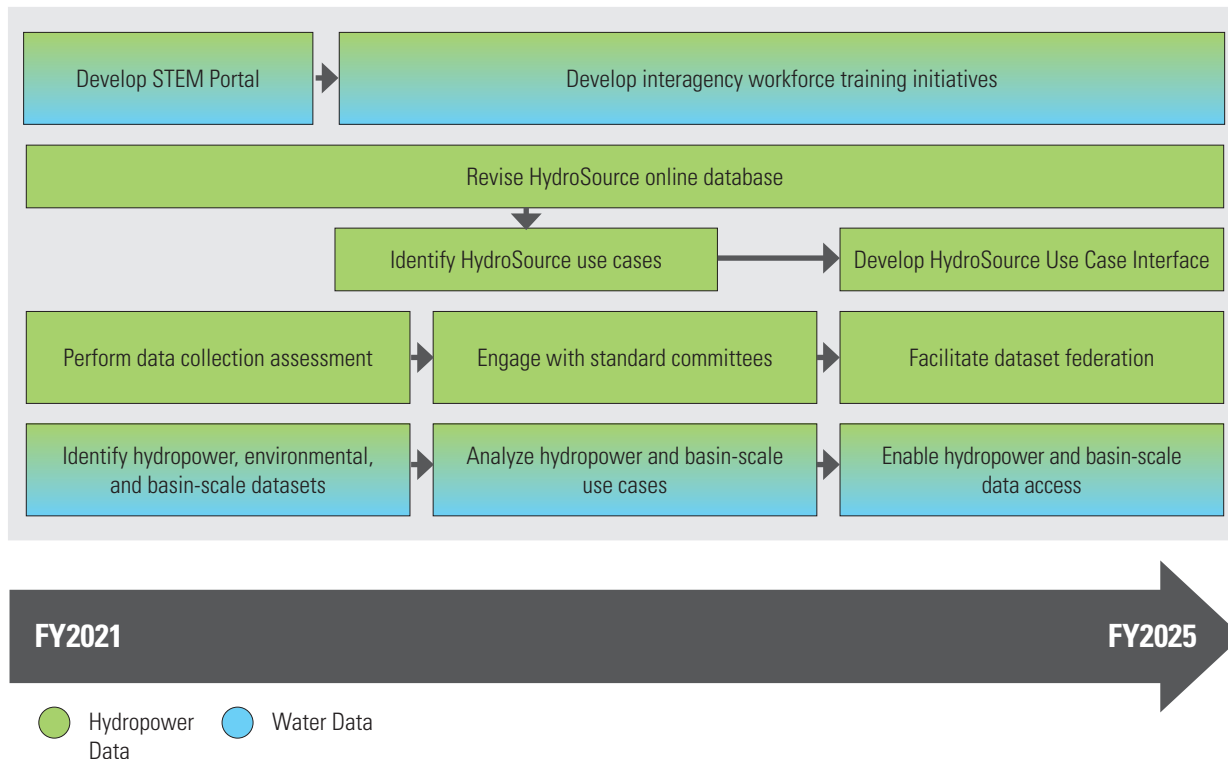 Develop STEM Portal
Develop interagency workforce training initiatives
Revise HydroSource online database
Identify HydroSource use cases
Develop HydroSource Use Case Interface
Perform data collection assessment
Engage with standard committees
Facilitate dataset federation
Identify hydropower, environmental,
and basin-scale datasets
Analyze hydropower and basin-scale
use cases
Enable hydropower and basin-scale
data access
FY2021
FY2025
Hydropower
Data
Water Data